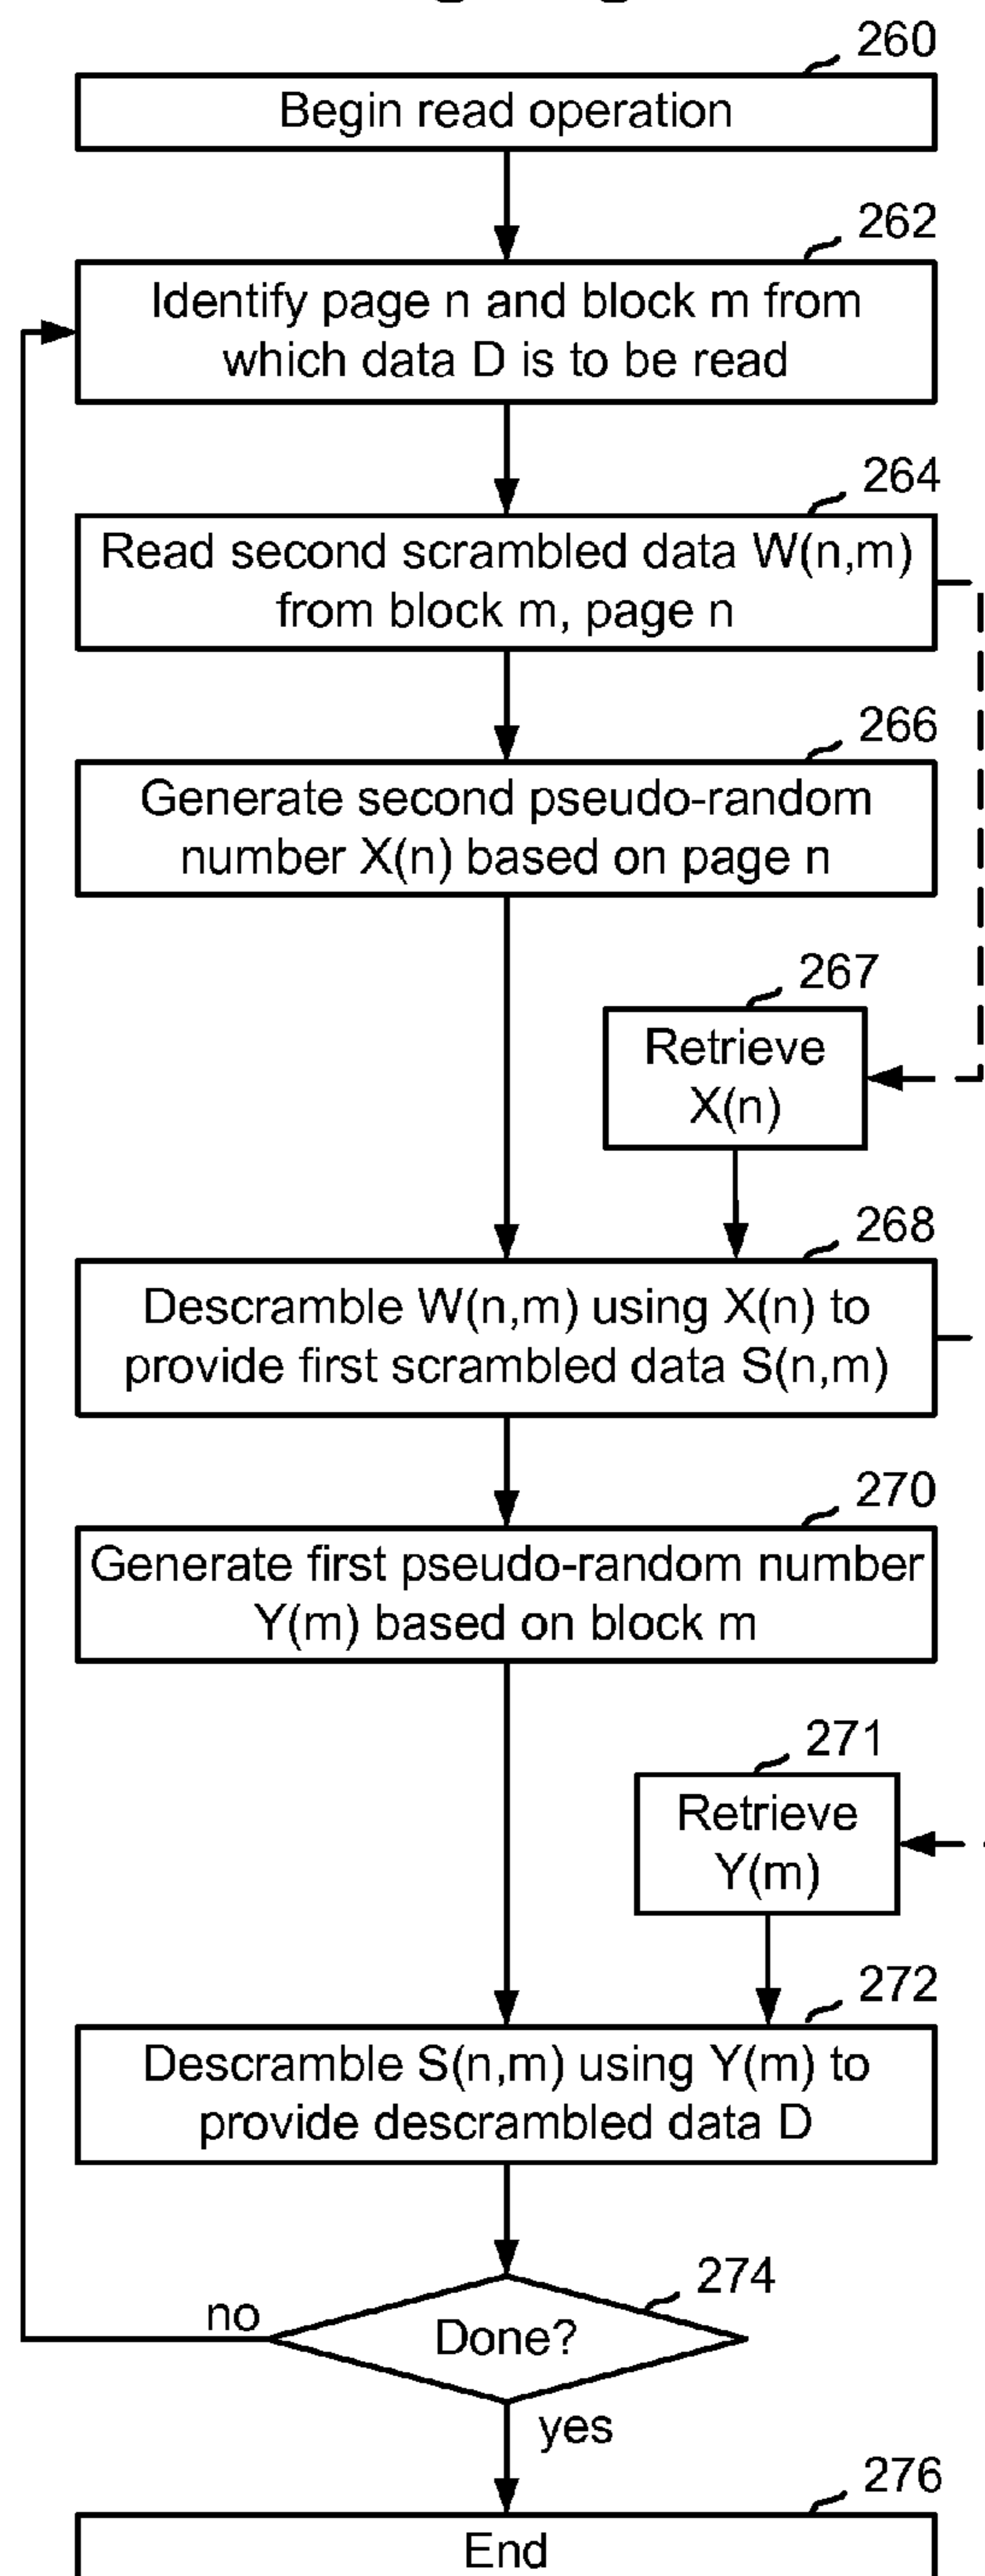 260
Begin read operation
262
Identify page n and block m from
which data D is to be read
264
Read second scrambled data W(n,m)
from block m, page n
266
Generate second pseudo-random
number X(n) based on page n
267
Retrieve
X(n)
268
Descramble W(n,m) using X(n) to
provide first scrambled data S(n,m)
270
Generate first pseudo-random number
Y(m) based on block m
271
Retrieve
Y(m)
272
Descramble S(n,m) using Y(m) to
provide descrambled data D
274
no
Done?
yes
276
End